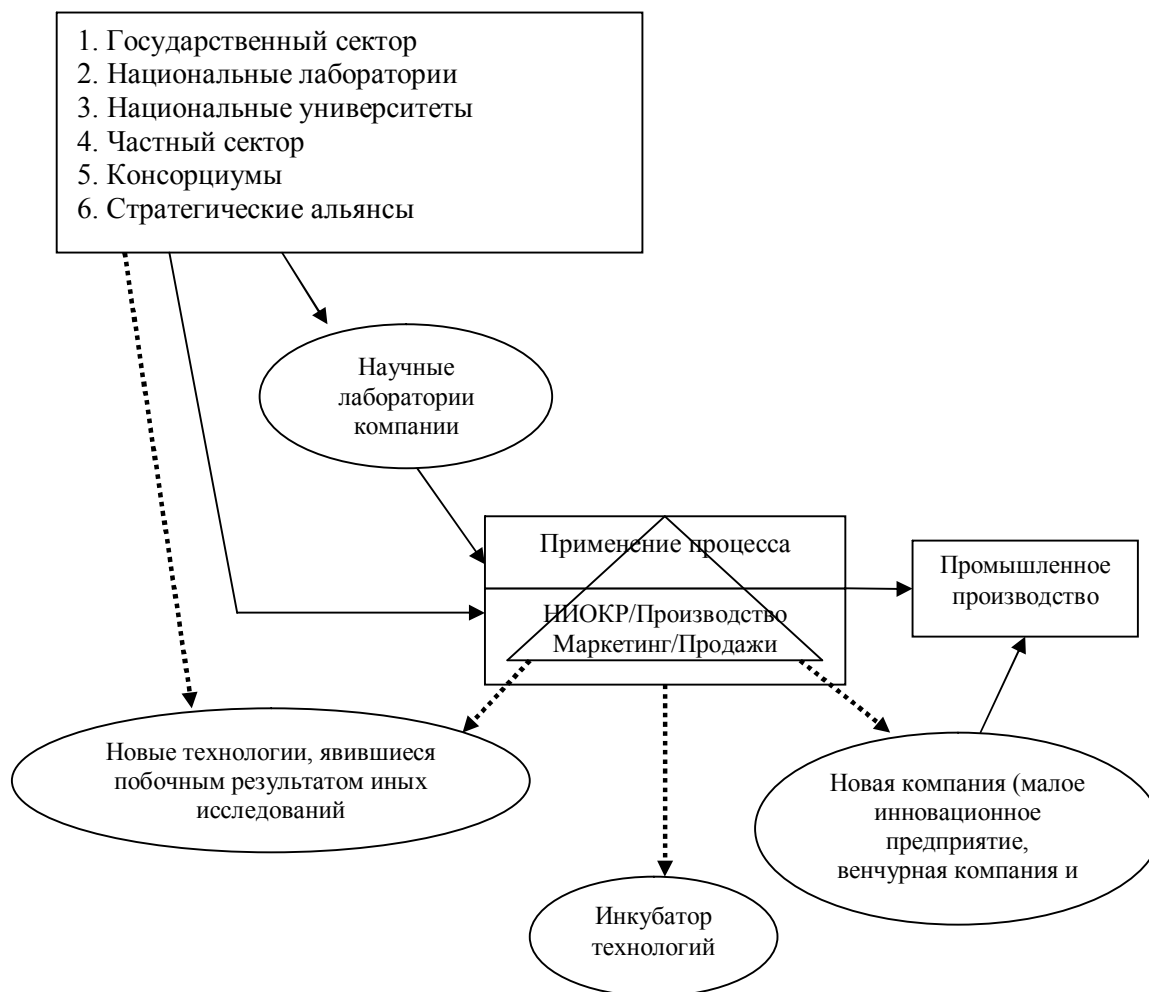 1. Государственный сектор
2. Национальные лаборатории
3. Национальные университеты
4. Частный сектор
5. Консорциумы
6. Стратегические альянсы
Научные
лаборатории
компании
Применение процесса
НИОКР/Производство
Маркетинг/Продажи
Промышленное
производство
Новые технологии, явившиеся
побочным результатом иных
исследований
Новая компания (малое
инновационное
предприятие,
венчурная компания и
Инкубатор
технологий